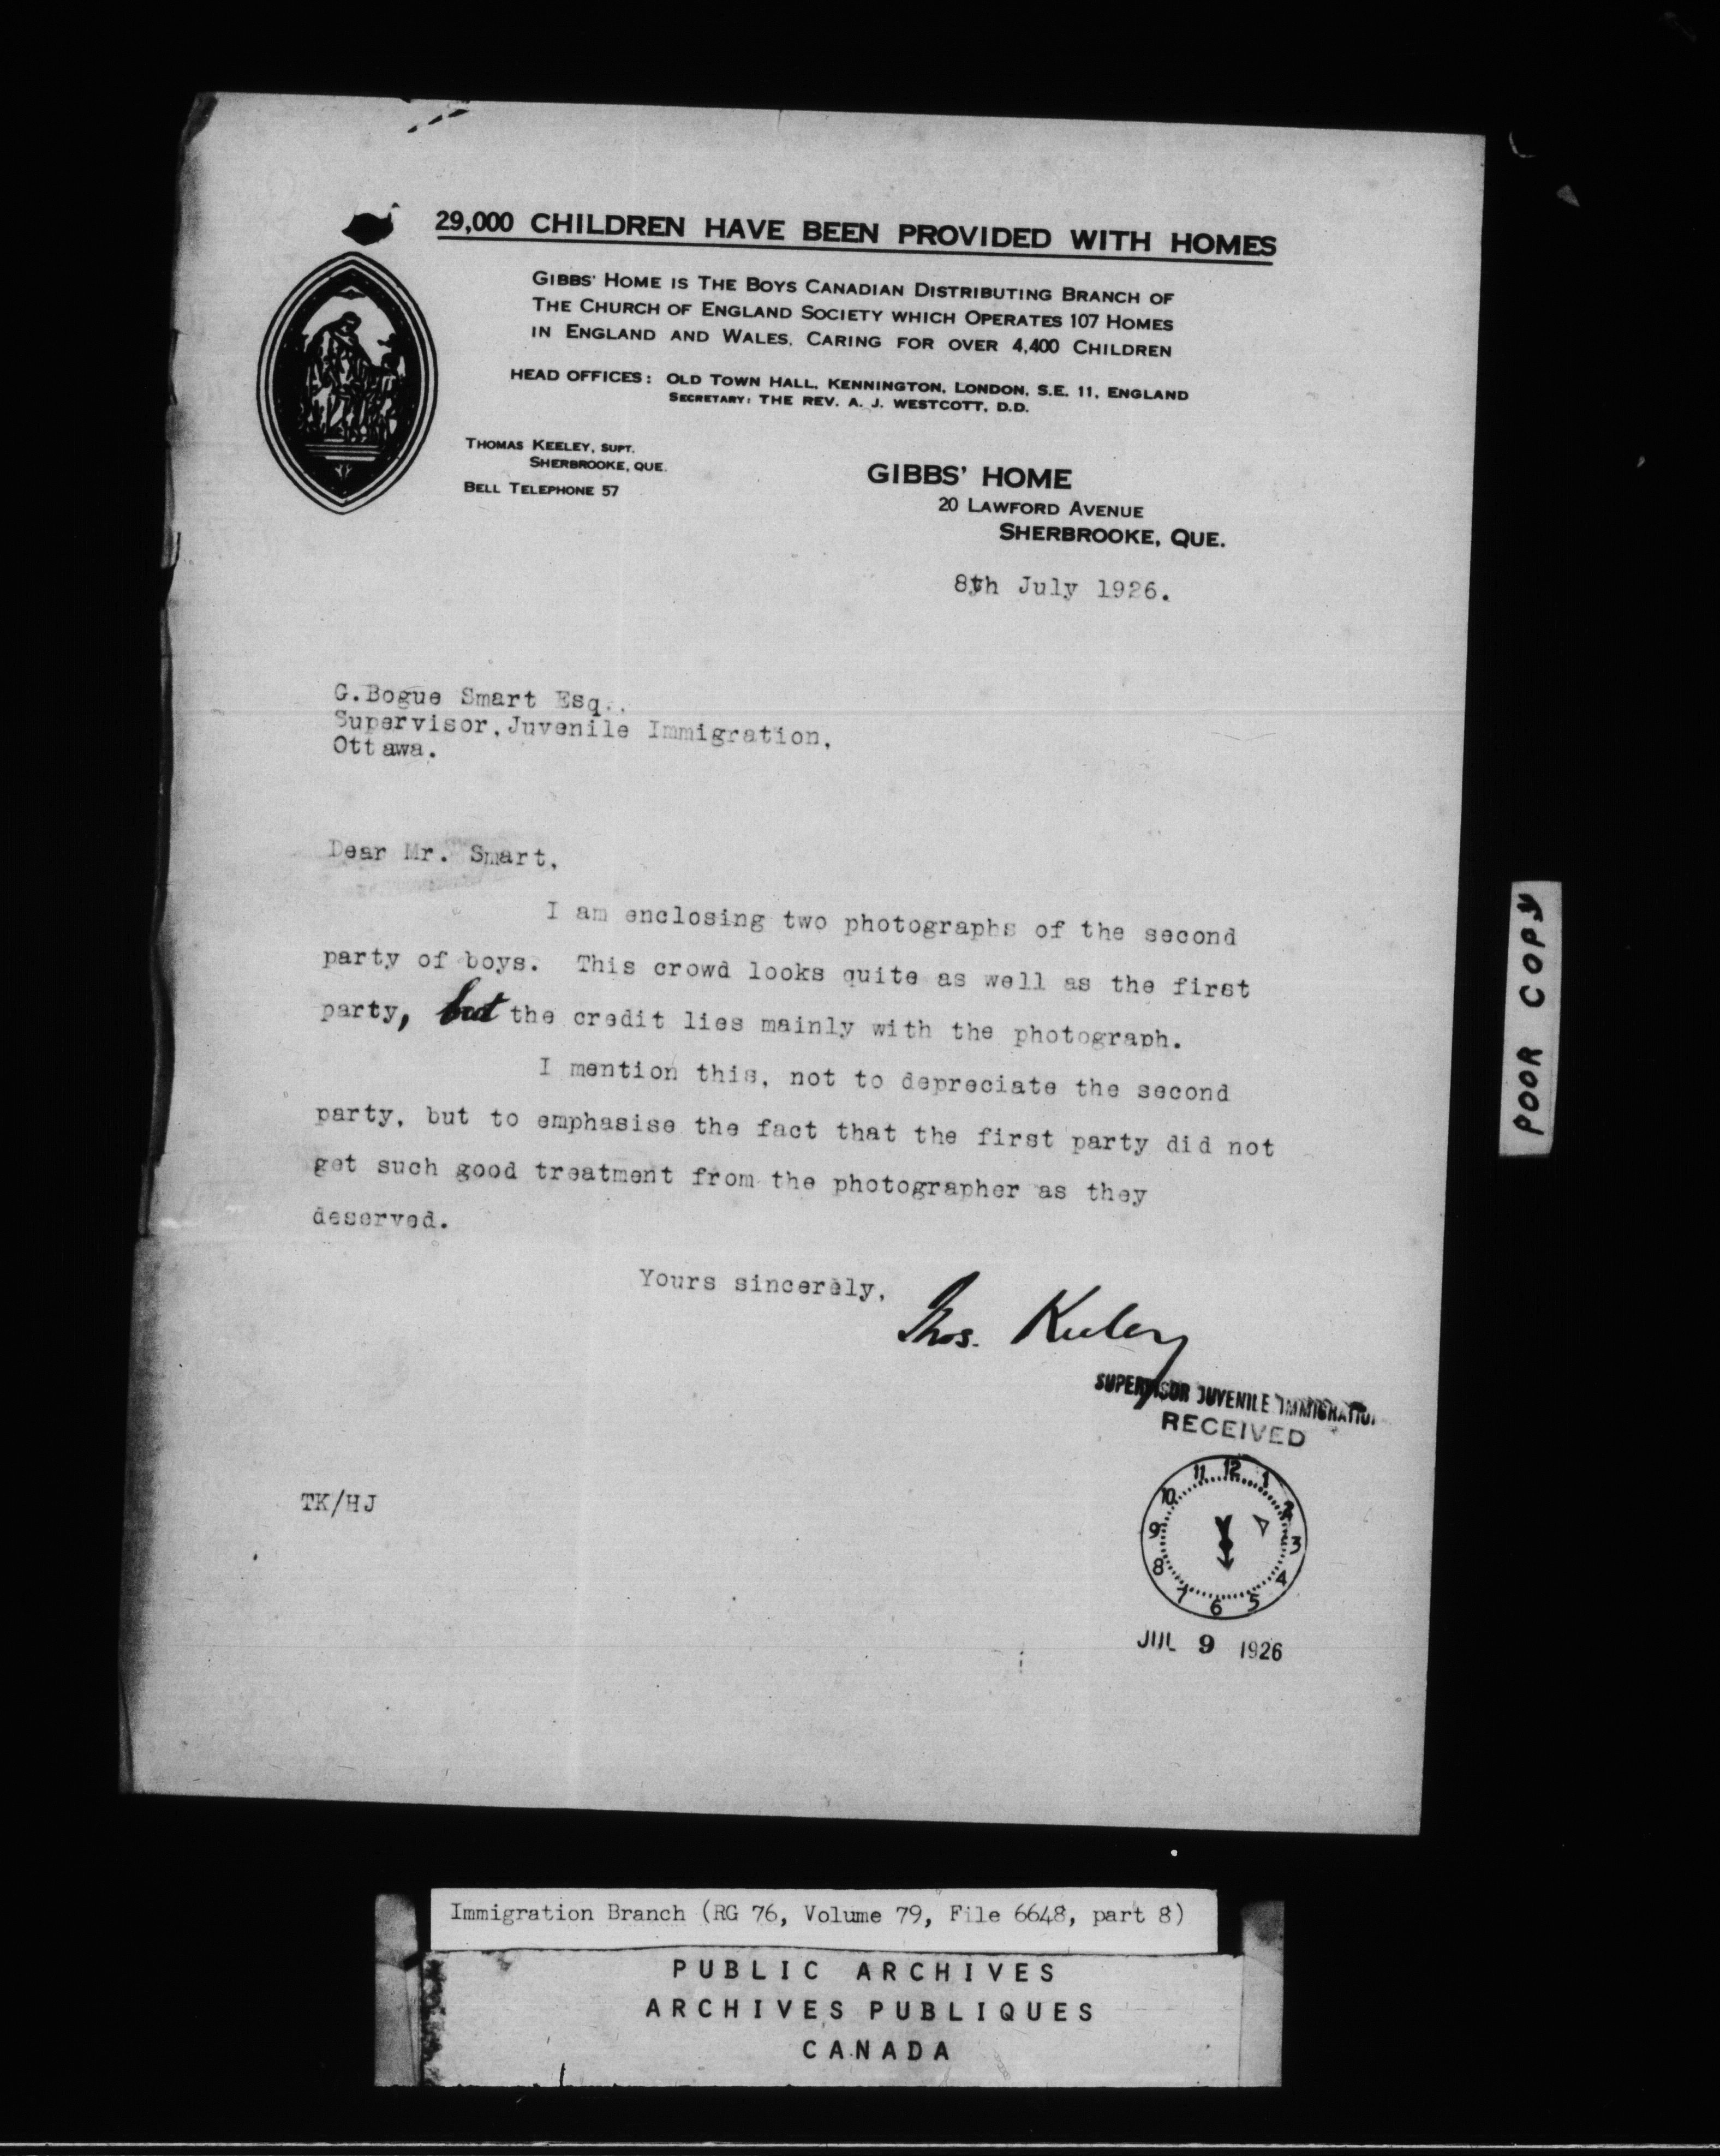 29,000 CHILDREN HAVE BEEN PROVIDED WITH HOMES
GIBBS' HOME IS THE BOYS CANADIAN DISTRIBUTING BRANCH OF
THE CHURCH OF ENGLAND SOCIETY WHICH OPERATES 107 HOMES
IN ENGLAND AND WALES, CARING FOR OVER 4,400 CHILDREN
HEAD OFFICES: OLD TOWN HALL, KENNINGTON, LONDON, S.E. 11, ENGLAND
SECRETARY: THE REV. A. J. WESTCOTT, D.D.
THOMAS KEELEY, SUPT.
SHERBROOKE, QUE.
BELL TELEPHONE 57
GIBBS' HOME
20 LAWFORD AVENUE
SHERBROOKE, QUE.
8th July 1926.
G.Bogue Smart Esq.,
Supervisor,Juvenile Immigration,
Ottawa.
Dear Mr. Smart,
I am enclosing two photographs of the second
party of boys. This crowd looks quite as well as the first
party, but the credit lies mainly with the photograph.
I mention this, not to depreciate the second
party, but to emphasise the fact that the first party did not
get such good treatment from the photographer as they
deserved.
Yours sincerely,
Thos. Keeley
SUPERVISOR JUVENILE IMMIGRATION
RECEIVED
11 12 1
10 2
9 3
8 4
7 6 5
JUL 9 1926
TK/HJ
POOR COPY
Immigration Branch (RG 76, Volume 79, File 6648, part 8)
PUBLIC ARCHIVES
ARCHIVES PUBLIQUES
CANADA